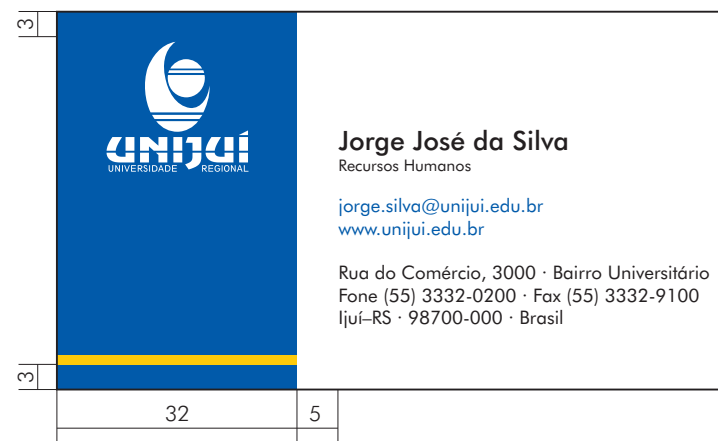 3
UNIJUÍ
UNIVERSIDADE REGIONAL
Jorge José da Silva
Recursos Humanos
jorge.silva@unijui.edu.br
www.unijui.edu.br
Rua do Comércio, 3000 · Bairro Universitário
Fone (55) 3332-0200 · Fax (55) 3332-9100
Ijuí–RS · 98700-000 · Brasil
3
32
5